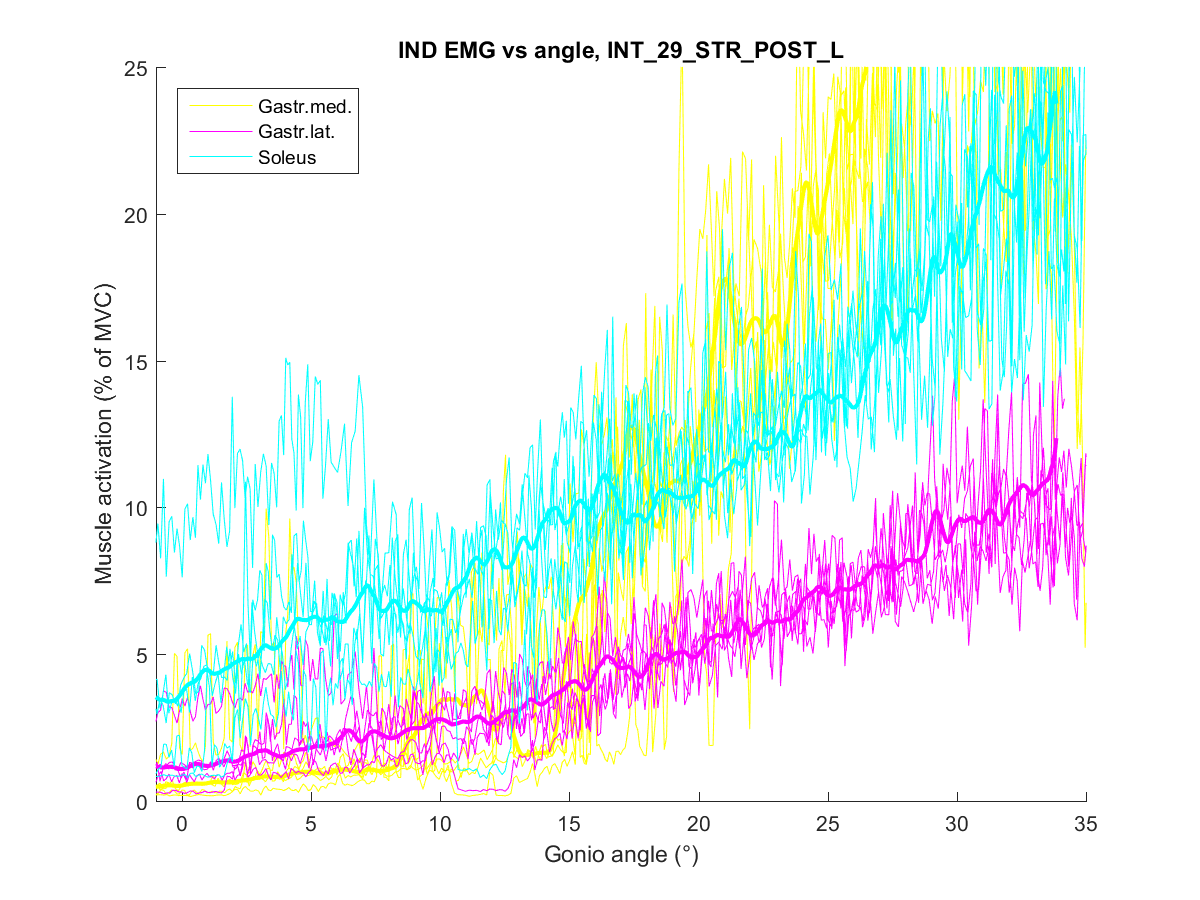 IND EMG vs angle, INT_29_STR_POST_L
25
20
15
10
5
0
Muscle activation (% of MVC)
Gastr.med.
Gastr.lat.
Soleus
0 5 10 15 20 25 30 35
Gonio angle (°)